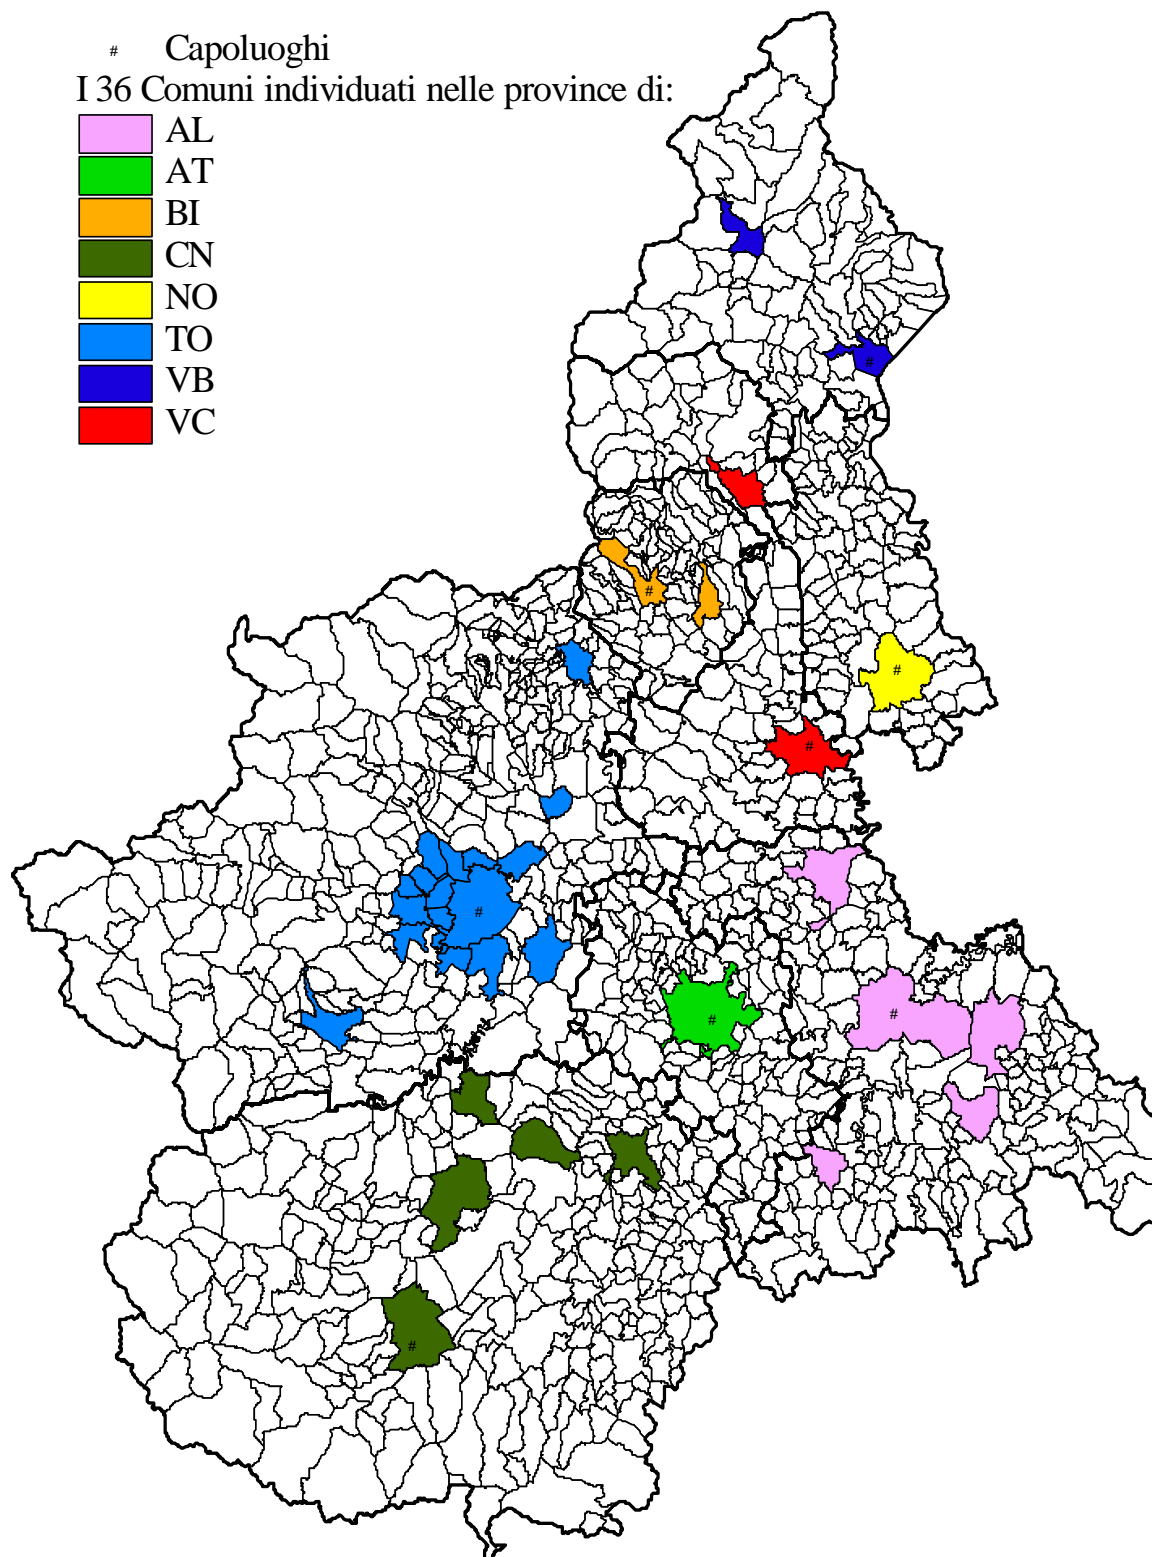 # Capoluoghi
I 36 Comuni individuati nelle province di:
AL
AT
BI
CN
NO
TO
VB
VC
#
#
#
#
#
#
#
#